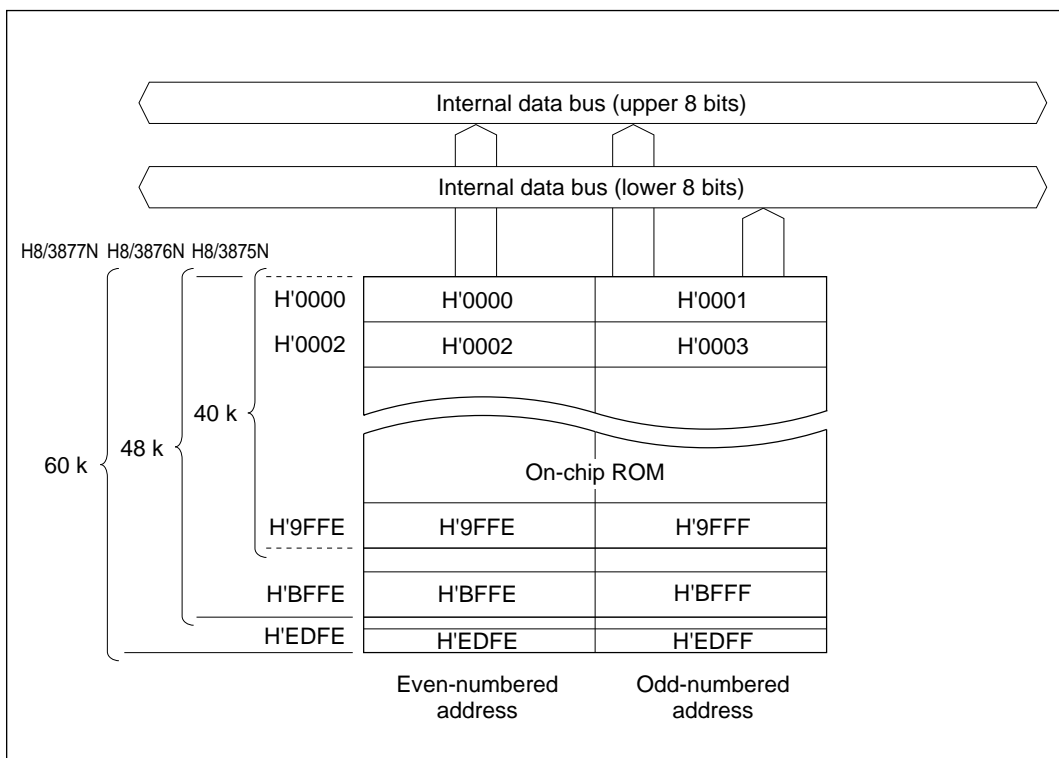 Internal data bus (upper 8 bits)
Internal data bus (lower 8 bits)
H8/3877N H8/3876N H8/3875N
H'0000 H'0000 H'0001
H'0002 H'0002 H'0003
40 k
48 k
60 k
On-chip ROM
H'9FFE H'9FFE H'9FFF
H'BFFE H'BFFE H'BFFF
H'EDFE H'EDFE H'EDFF
Even-numbered address
Odd-numbered address